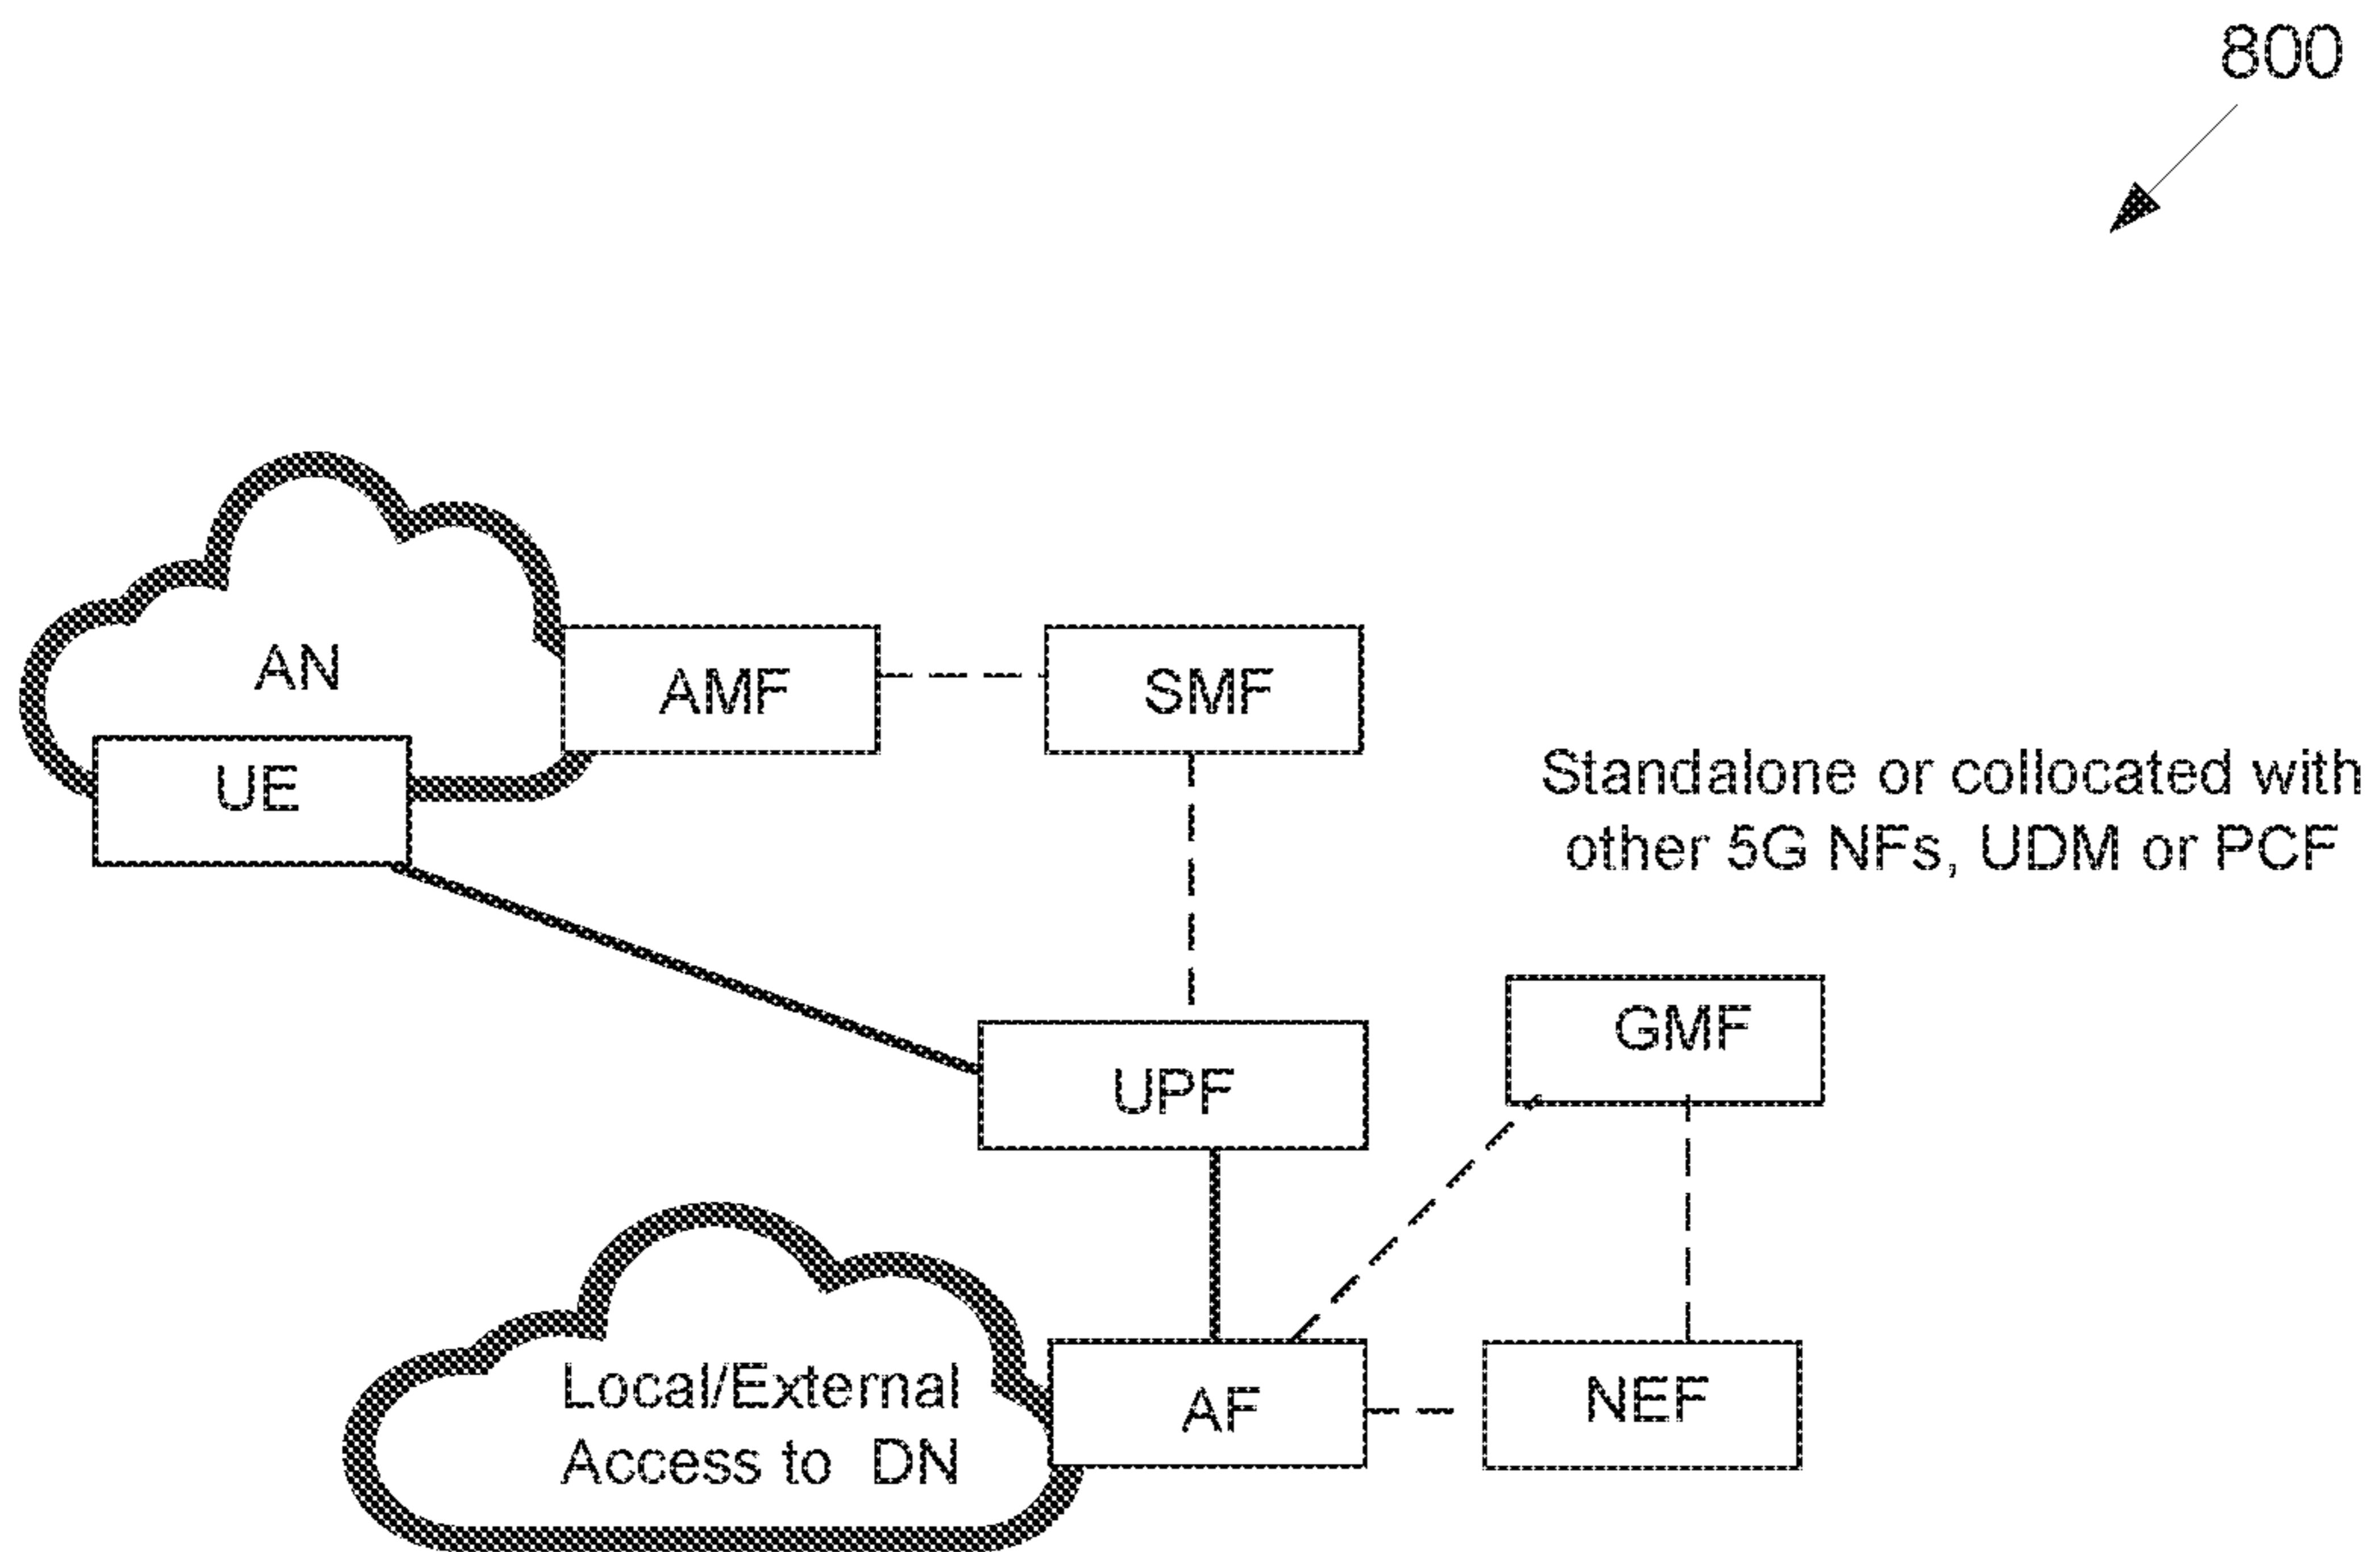 800
AN
AMF
SMF
UE
Standalone or collocated with
other 5G NFs, UDM or PCF
GMF
UPF
Local/External
Access to DN
AF
NEF